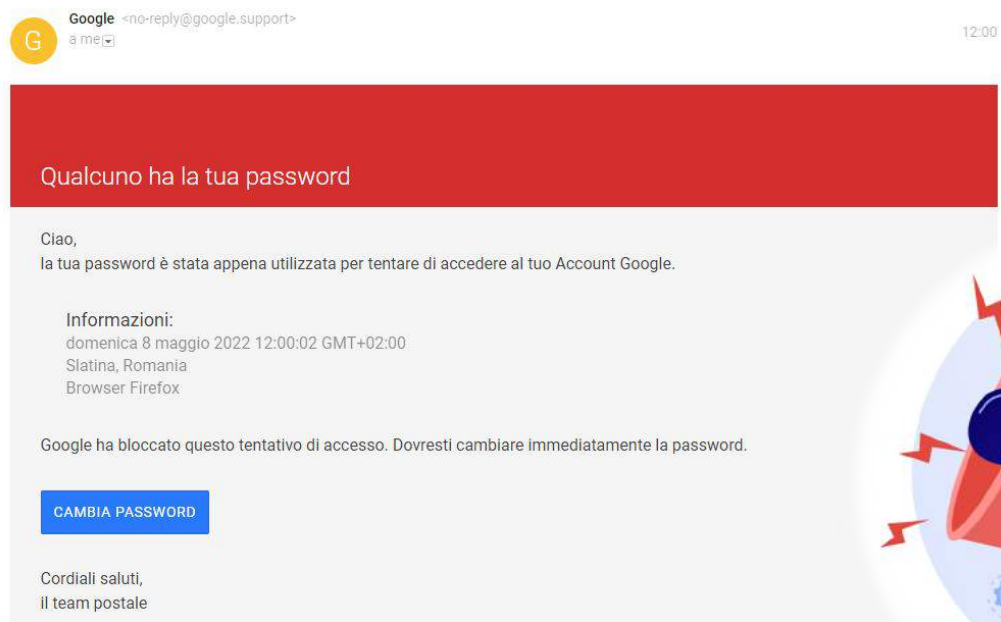 Google <no-reply@google.support>
a me
12:00
G
Qualcuno ha la tua password
Ciao,
la tua password è stata appena utilizzata per tentare di accedere al tuo Account Google.
Informazioni:
domenica 8 maggio 2022 12:00:02 GMT+02:00
Slatina, Romania
Browser Firefox
Google ha bloccato questo tentativo di accesso. Dovresti cambiare immediatamente la password.
CAMBIA PASSWORD
Cordiali saluti,
il team postale